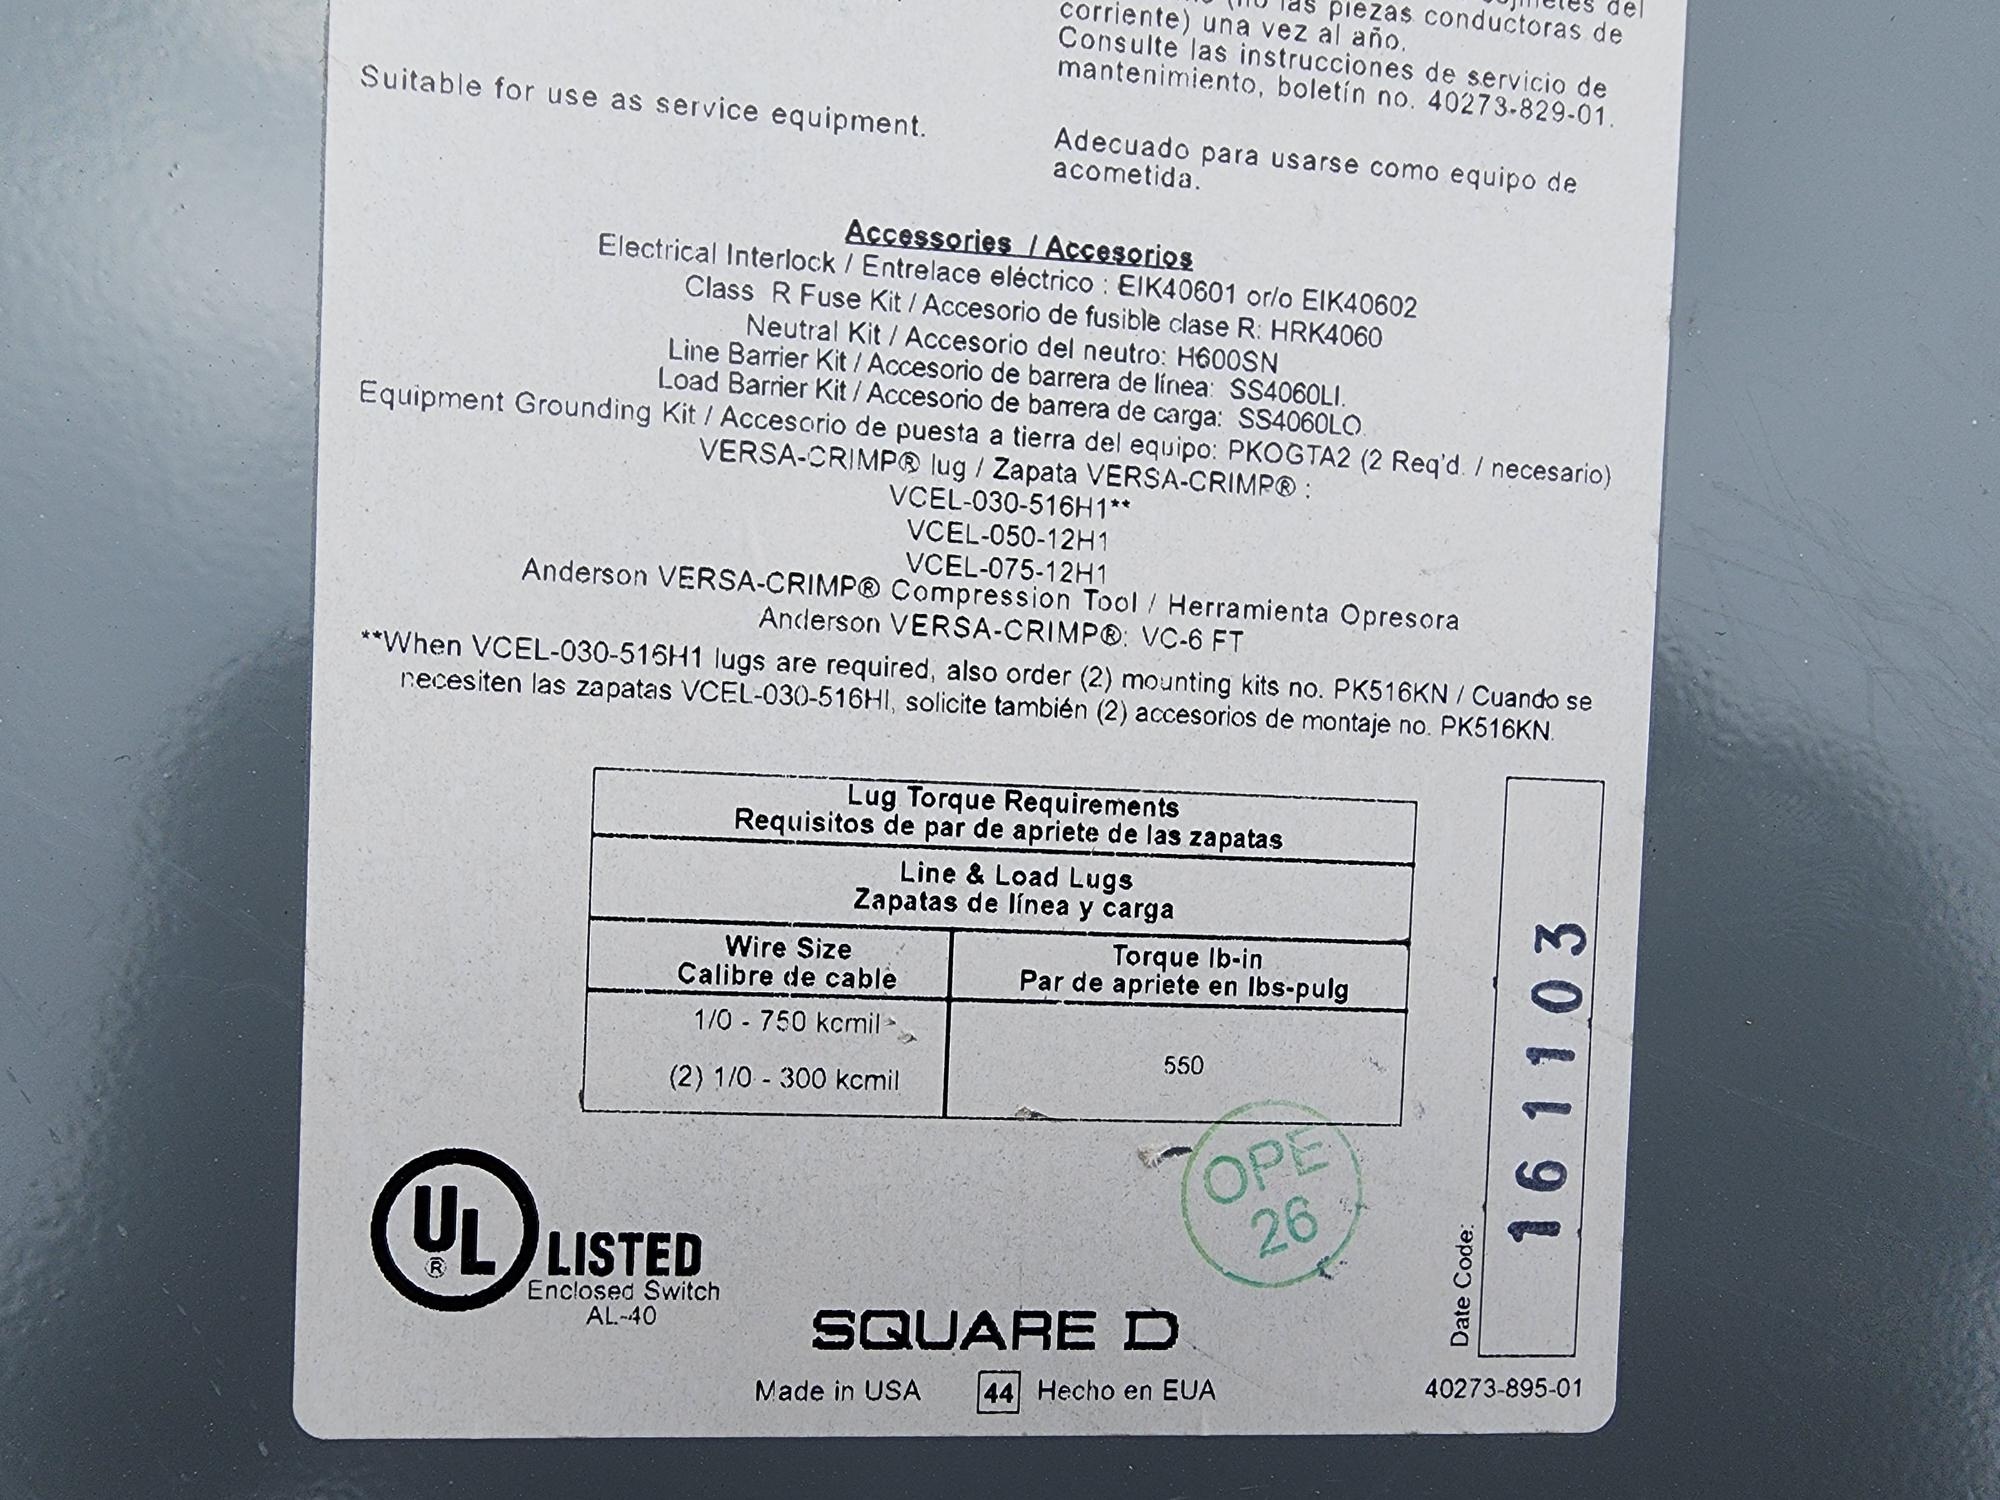 las piezas conductoras de
corriente) una vez al año.
Consulte las instrucciones de servicio de
mantenimiento, boletín no. 40273-829-01.
Suitable for use as service equipment.
Adecuado para usarse como equipo de
acometida.
Accessories / Accesorios
Electrical Interlock / Entrelace eléctrico : EIK40601 or/o EIK40602
Class R Fuse Kit / Accesorio de fusible clase R: HRK4060
Neutral Kit / Accesorio del neutro: H600SN
Line Barrier Kit / Accesorio de barrera de línea: SS4060LI.
Load Barrier Kit / Accesorio de barrera de carga: SS4060LO.
Equipment Grounding Kit / Accesorio de puesta a tierra del equipo: PKOGTA2 (2 Req'd. / necesario)
VERSA-CRIMP® lug / Zapata VERSA-CRIMP® :
VCEL-030-516H1**
VCEL-050-12H1
VCEL-075-12H1
Anderson VERSA-CRIMP® Compression Tool / Herramienta Opresora
Anderson VERSA-CRIMP®: VC-6 FT
**When VCEL-030-516H1 lugs are required, also order (2) mounting kits no. PK516KN / Cuando se
necesiten las zapatas VCEL-030-516HI, solicite también (2) accesorios de montaje no. PK516KN.
Lug Torque Requirements
Requisitos de par de apriete de las zapatas
Line & Load Lugs
Zapatas de línea y carga
Wire Size
Calibre de cable
Torque lb-in
Par de apriete en lbs-pulg
1/0 - 750 kcmil
(2) 1/0 - 300 kcmil
550
OPE
26
Date Code:
161103
UL ® LISTED
Enclosed Switch
AL-40
SQUARE D
Made in USA 44 Hecho en EUA
40273-895-01